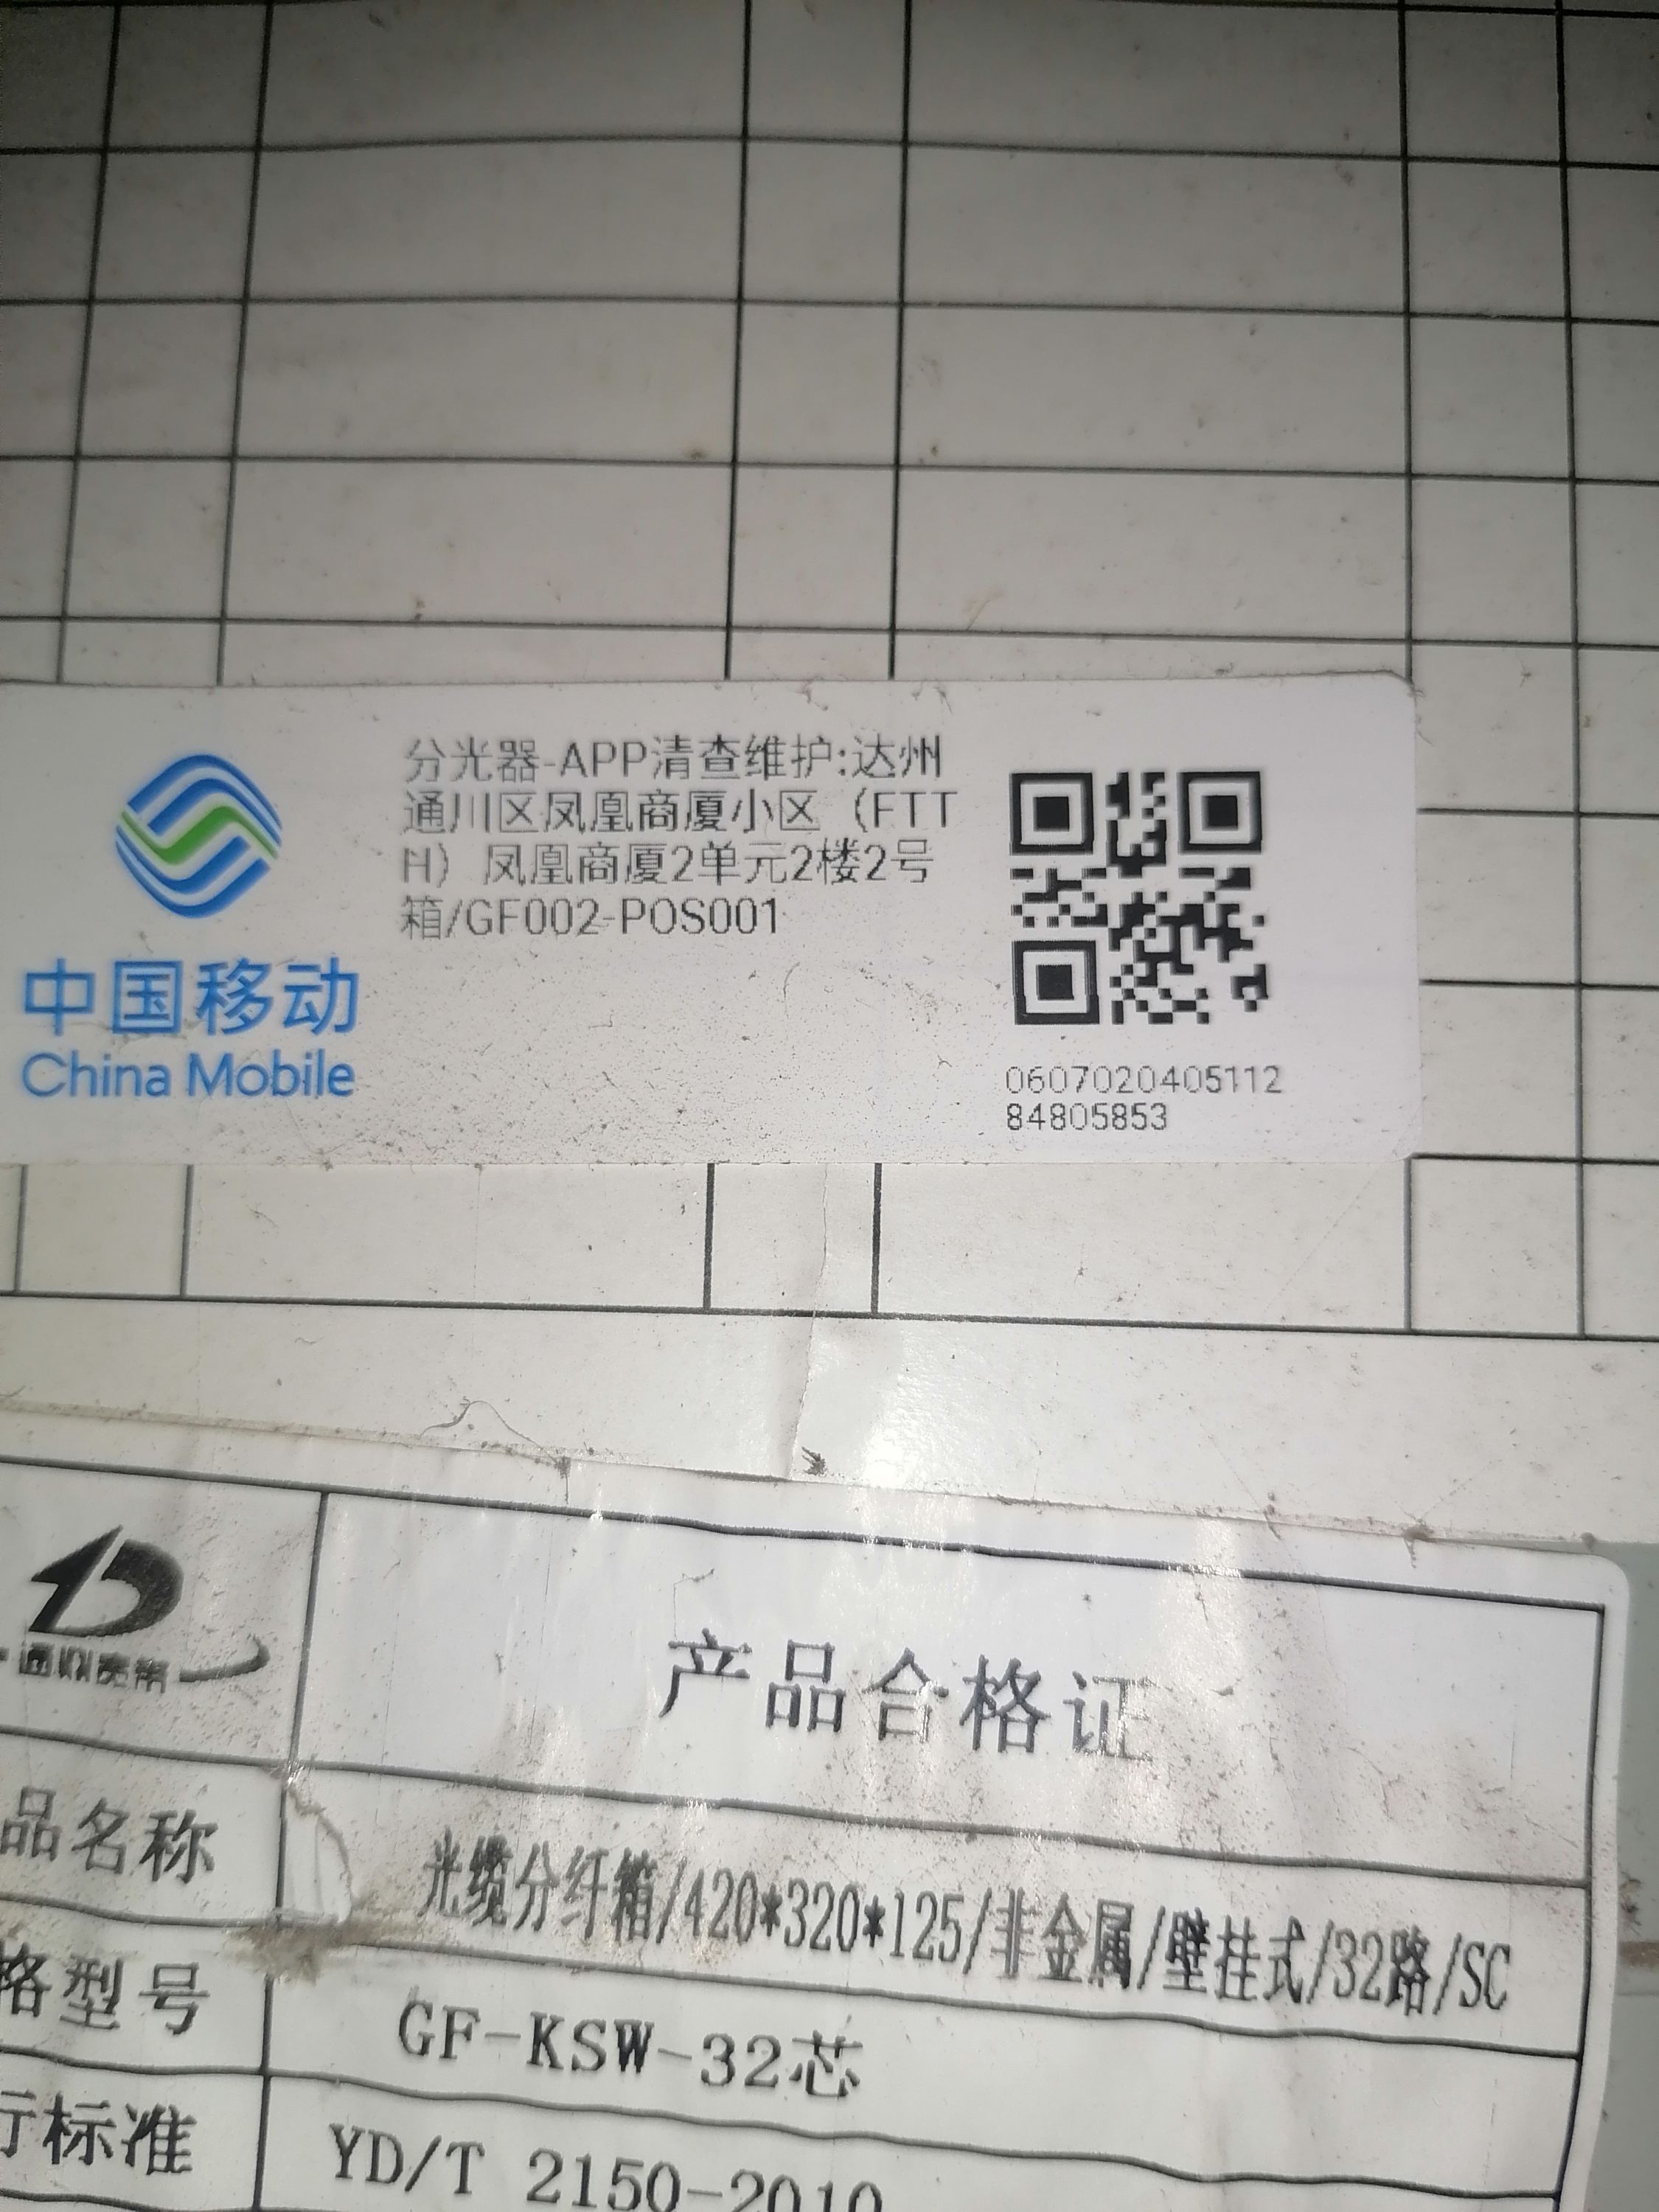 分光器-APP清查维护:达州
通川区凤凰商厦小区（FTT
H）凤凰商厦2单元2楼2号
箱/GF002-POS001
中国移动
China Mobile
0607020405112
84805853
产品合格证
品名称
光缆分纤箱/420*320*125/非金属/壁挂式/32路/SC
格型号
GF-KSW-32芯
行标准
YD/T 2150-2010